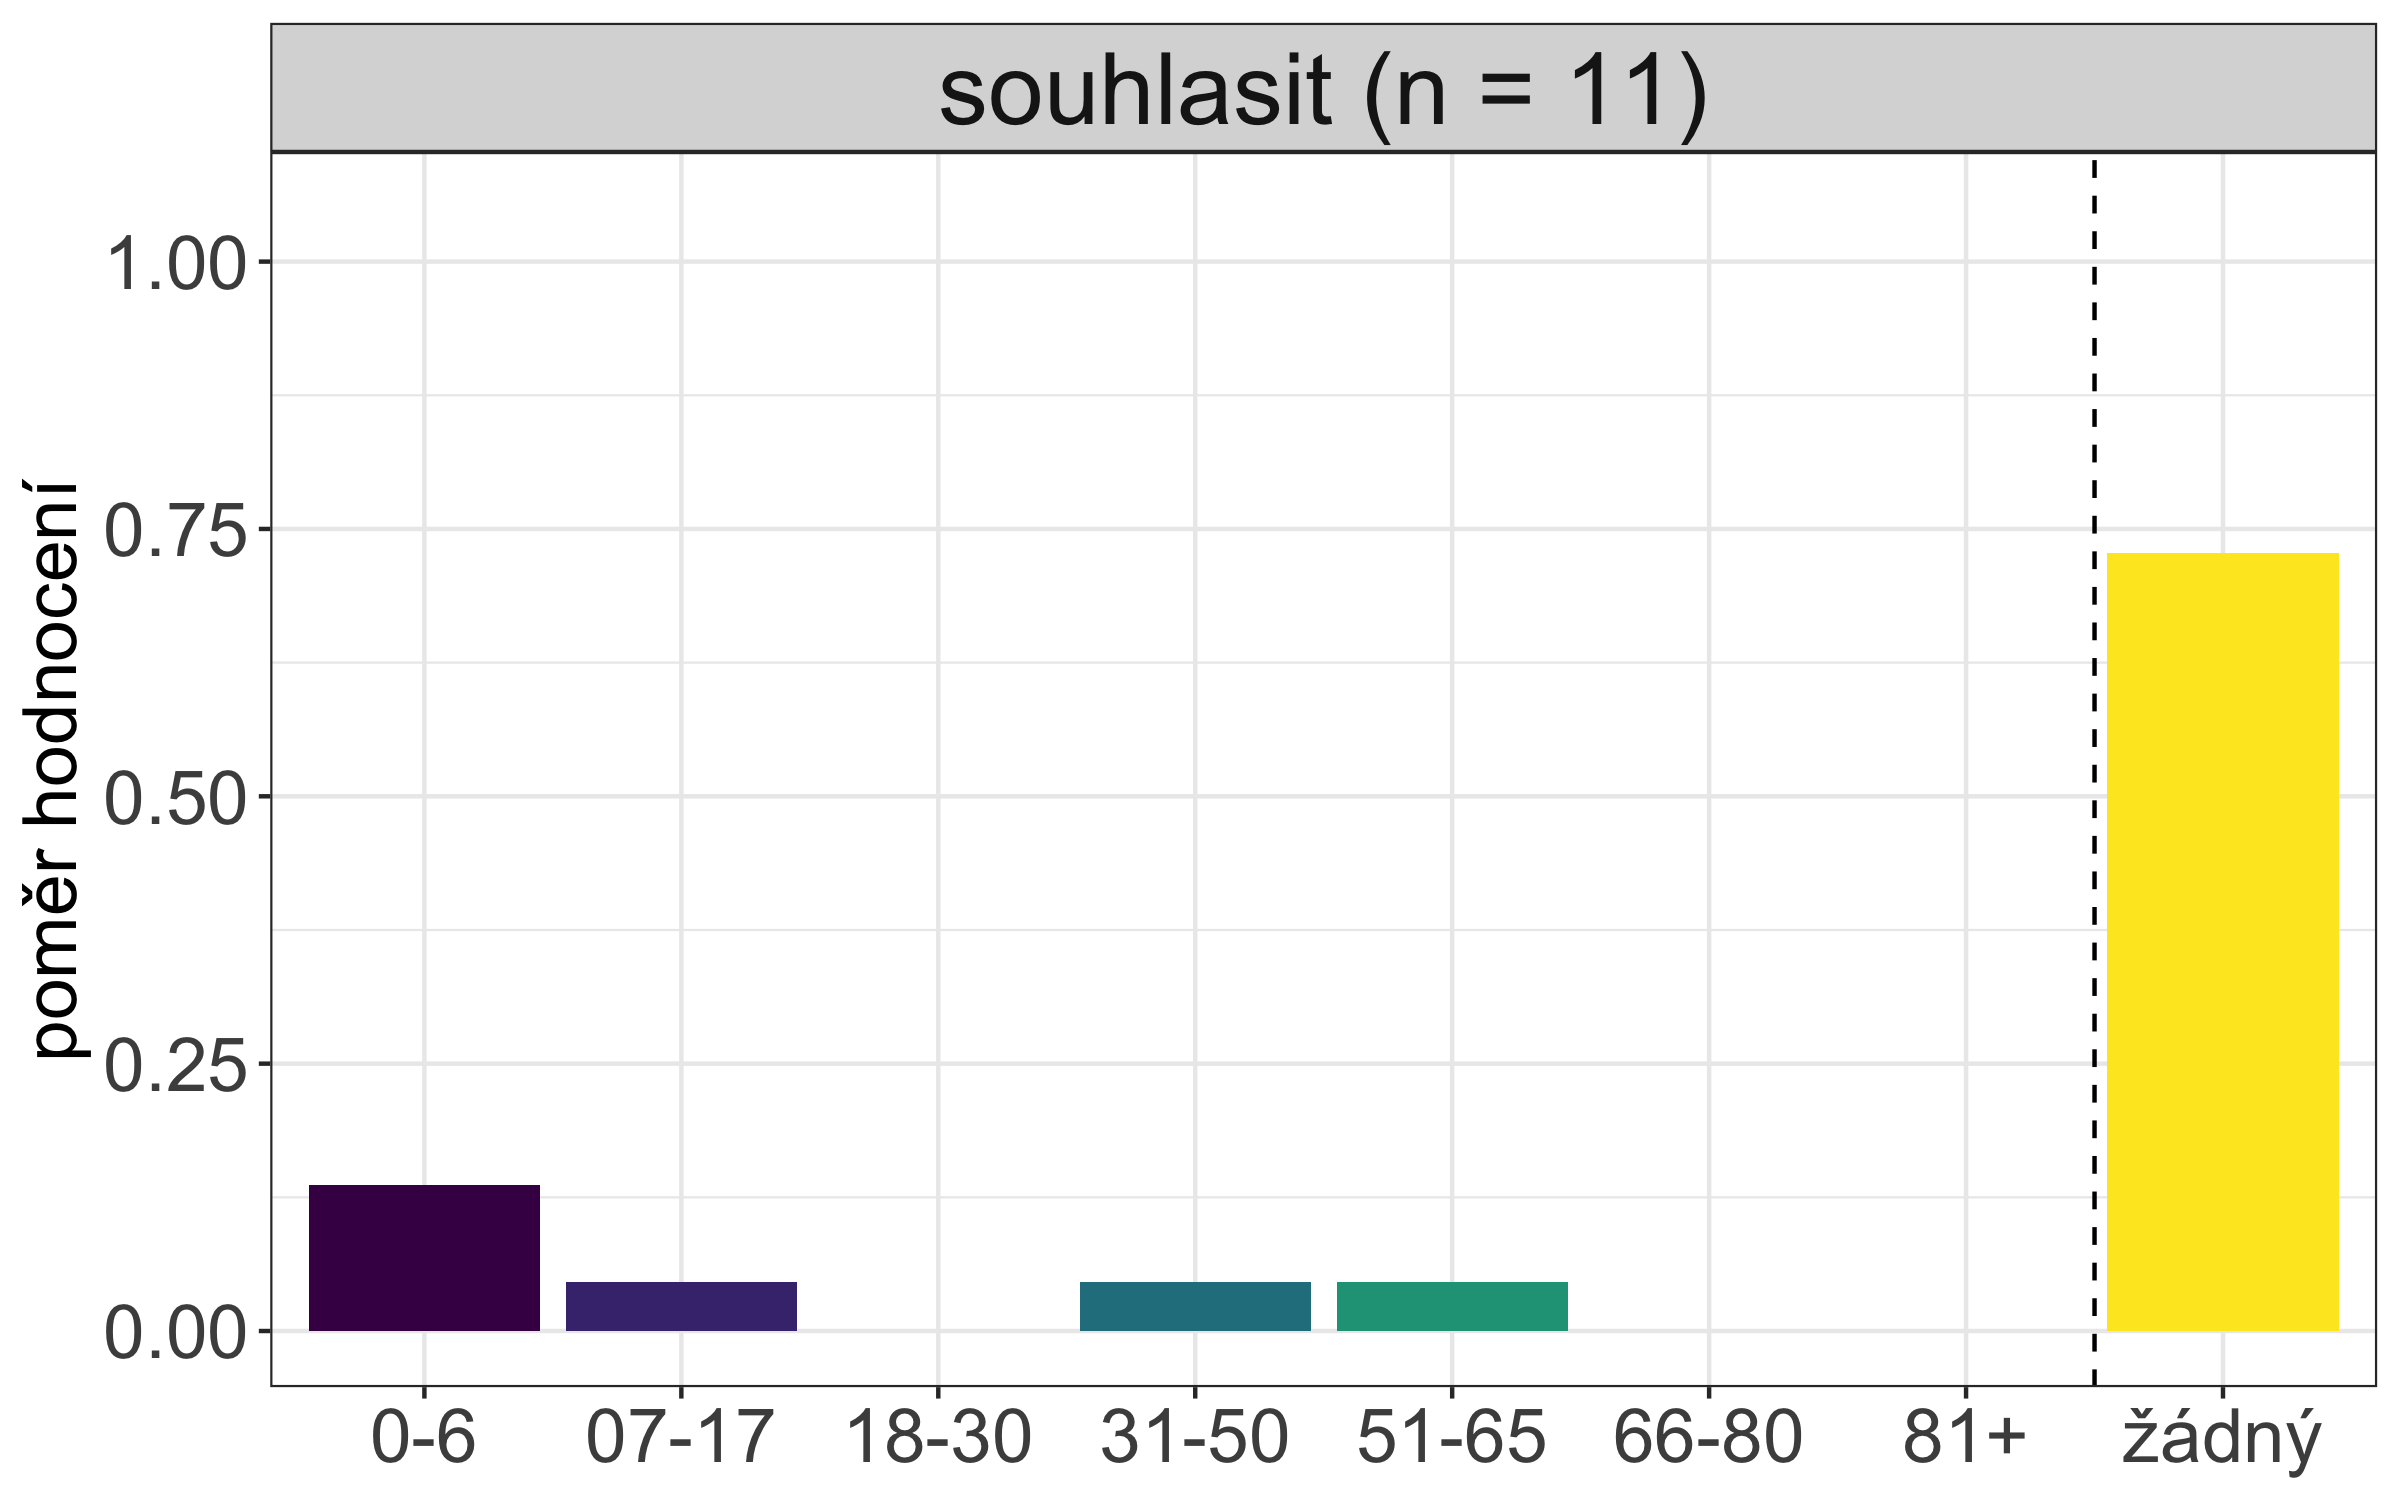 souhlasit (n = 11)
poměr hodnocení
1.00
0.75
0.50
0.25
0.00
0-6 07-17 18-30 31-50 51-65 66-80 81+ žádný